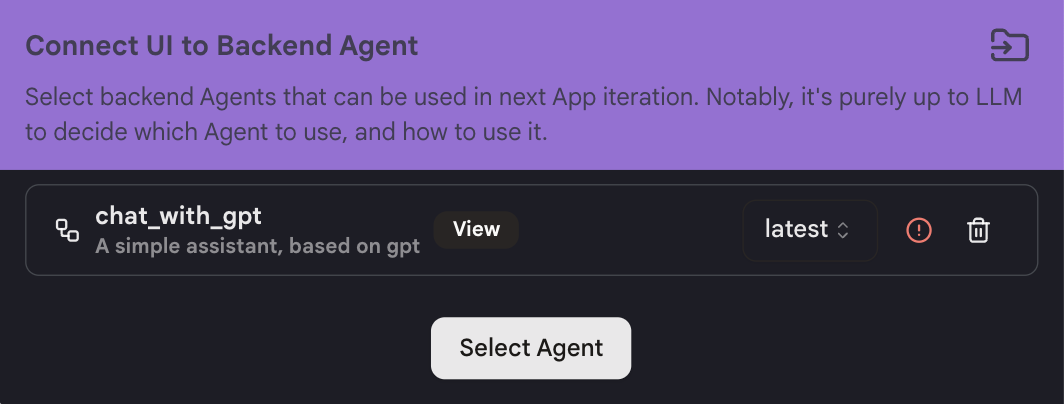 Connect UI to Backend Agent
Select backend Agents that can be used in next App iteration. Notably, it's purely up to LLM
to decide which Agent to use, and how to use it.
chat_with_gpt
A simple assistant, based on gpt
View
latest
Select Agent